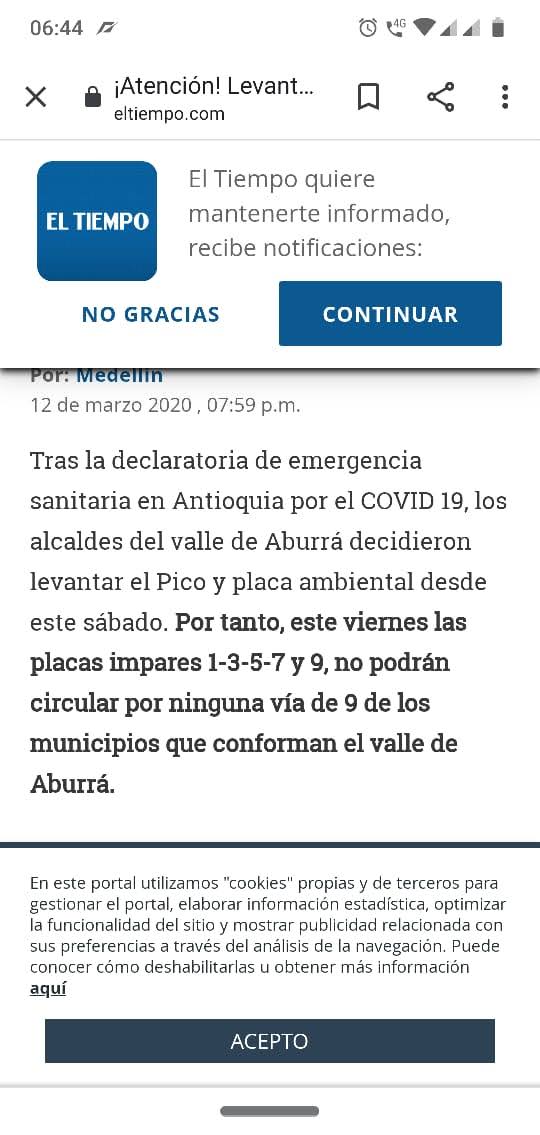 06:44
4G
¡Atención! Levant...
eltiempo.com
EL TIEMPO
El Tiempo quiere
mantenerte informado,
recibe notificaciones:
NO GRACIAS
CONTINUAR
Por: Medellín
12 de marzo 2020 , 07:59 p.m.
Tras la declaratoria de emergencia
sanitaria en Antioquia por el COVID 19, los
alcaldes del valle de Aburrá decidieron
levantar el Pico y placa ambiental desde
este sábado. Por tanto, este viernes las
placas impares 1-3-5-7 y 9, no podrán
circular por ninguna vía de 9 de los
municipios que conforman el valle de
Aburrá.
En este portal utilizamos "cookies" propias y de terceros para
gestionar el portal, elaborar información estadística, optimizar
la funcionalidad del sitio y mostrar publicidad relacionada con
sus preferencias a través del análisis de la navegación. Puede
conocer cómo deshabilitarlas u obtener más información
aquí
ACEPTO